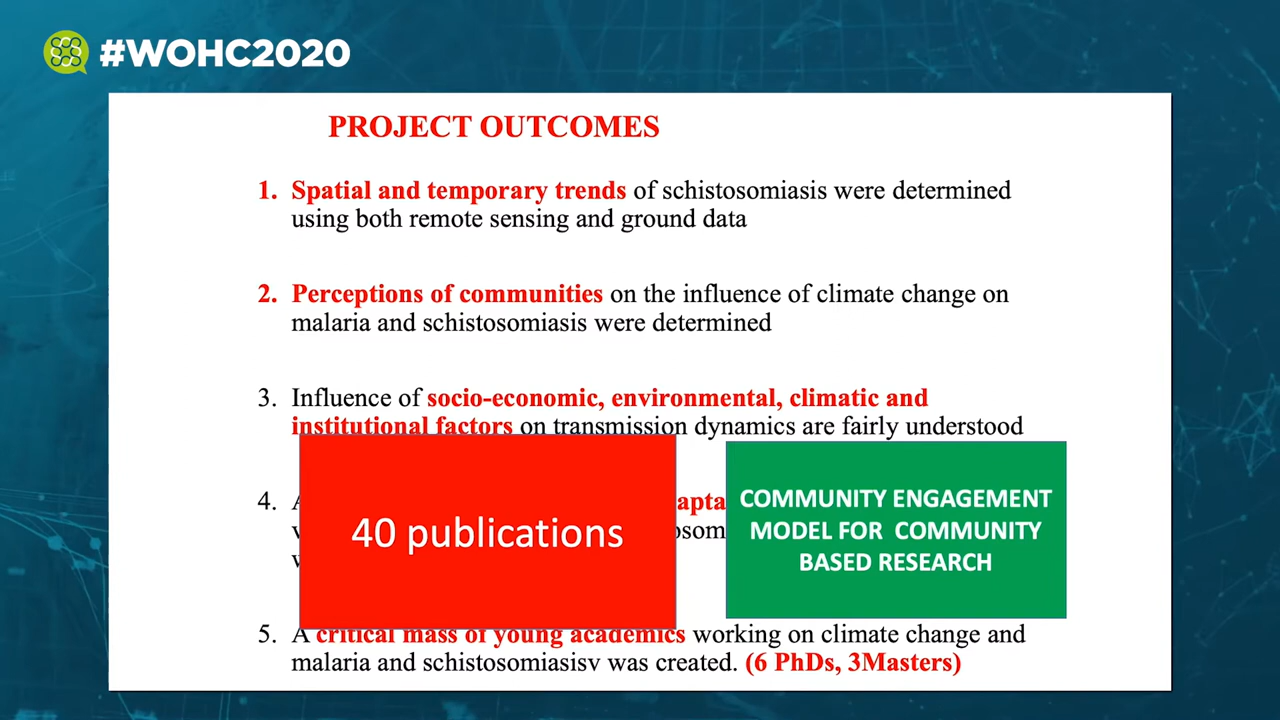 #WOHC2020
PROJECT OUTCOMES
1. Spatial and temporary trends of schistosomiasis were determined
using both remote sensing and ground data
2. Perceptions of communities on the influence of climate change on
malaria and schistosomiasis were determined
3. Influence of socio-economic, environmental, climatic and
institutional factors on transmission dynamics are fairly understood
4.
40 publications
COMMUNITY ENGAGEMENT
MODEL FOR COMMUNITY
BASED RESEARCH
5. A critical mass of young academics working on climate change and
malaria and schistosomiasisv was created. (6 PhDs, 3Masters)